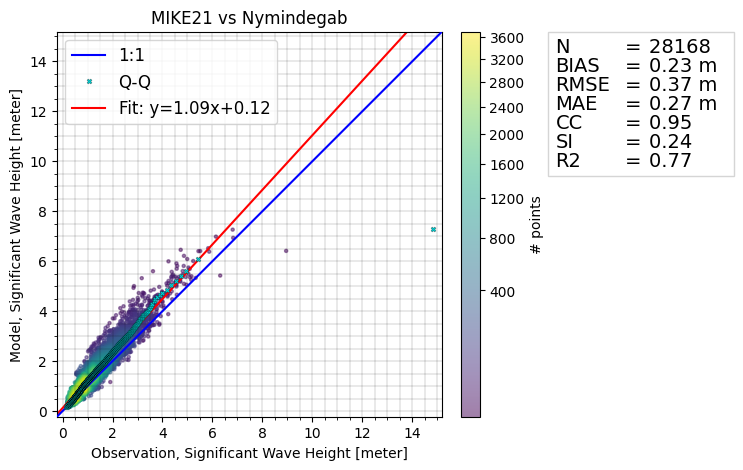 MIKE21 vs Nymindegab
1:1
Q-Q
Fit: y=1.09x+0.12
Model, Significant Wave Height [meter]
14
12
10
8
6
4
2
0
0 2 4 6 8 10 12 14
Observation, Significant Wave Height [meter]
3600
3200
2800
2400
2000
1600
1200
800
400
# points
N = 28168
BIAS = 0.23 m
RMSE = 0.37 m
MAE = 0.27 m
CC = 0.95
SI = 0.24
R2 = 0.77